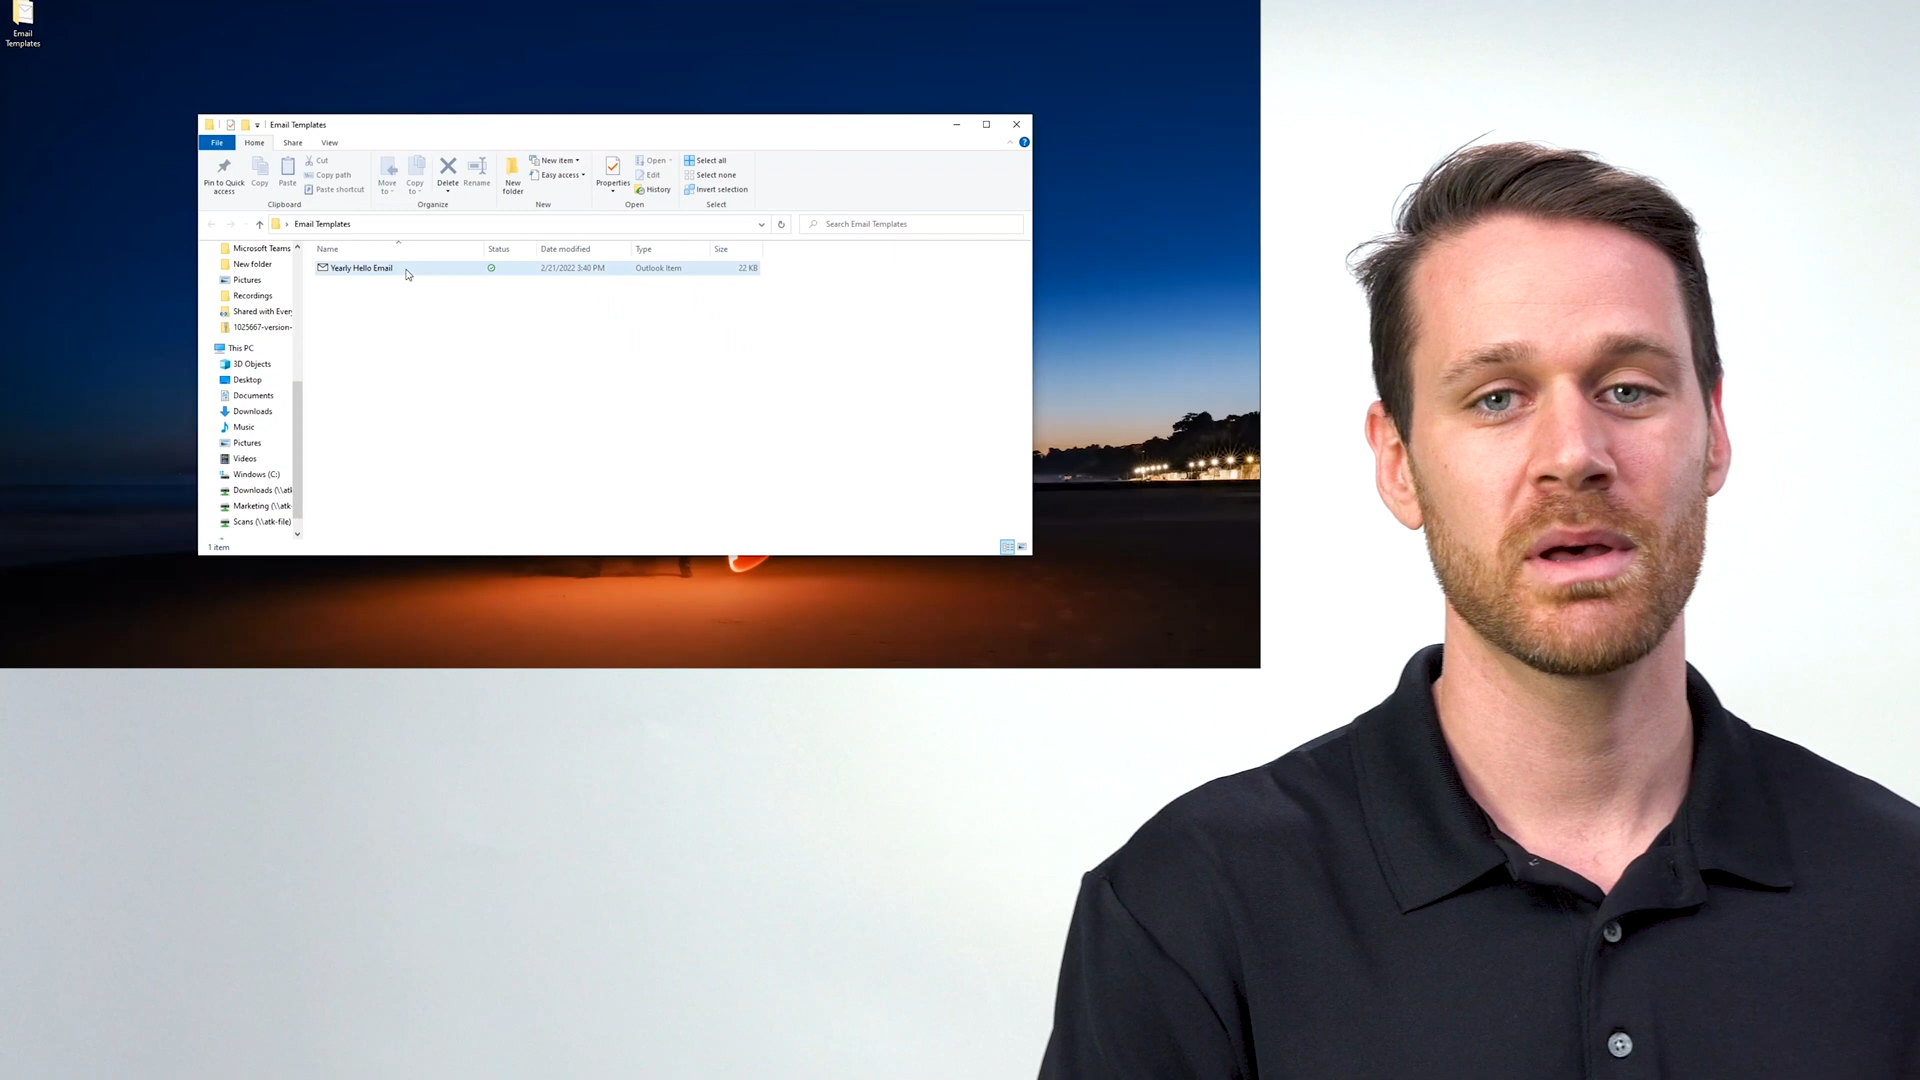 Email
Templates
Email Templates
File Home Share View
Pin to Quick
access
Copy
Paste
Cut
Copy path
Paste shortcut
Clipboard
Move
to
Copy
to
Delete
Rename
Organize
New
folder
New item
Easy access
New
Properties
Open
Edit
History
Open
Select all
Select none
Invert selection
Select
Email Templates
Search Email Templates
Name Status Date modified Type Size
Yearly Hello Email 2/21/2022 3:40 PM Outlook Item 22 KB
Microsoft Teams
New folder
Pictures
Recordings
Shared with Every
1025667-version-
This PC
3D Objects
Desktop
Documents
Downloads
Music
Pictures
Videos
Windows (C:)
Downloads (\\atk
Marketing (\\atk-
Scans (\\atk-file)
1 item